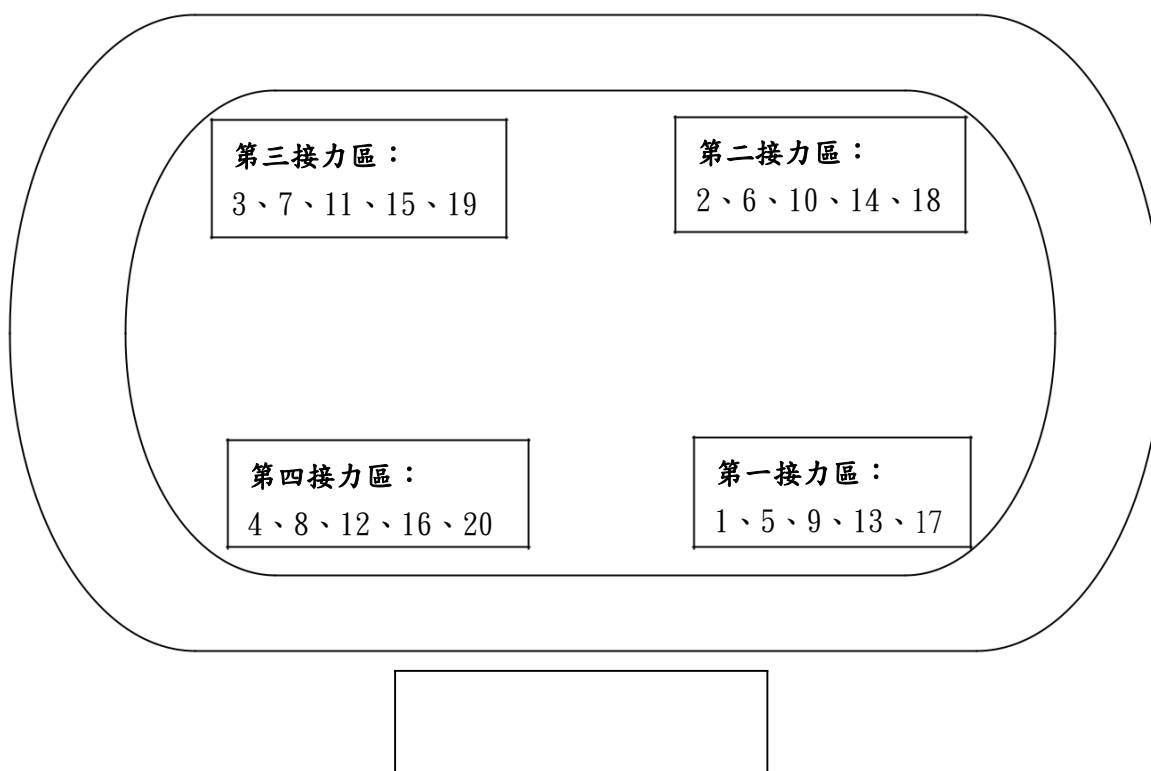 第三接力區：
3、7、11、15、19
第二接力區：
2、6、10、14、18
第四接力區：
4、8、12、16、20
第一接力區：
1、5、9、13、17